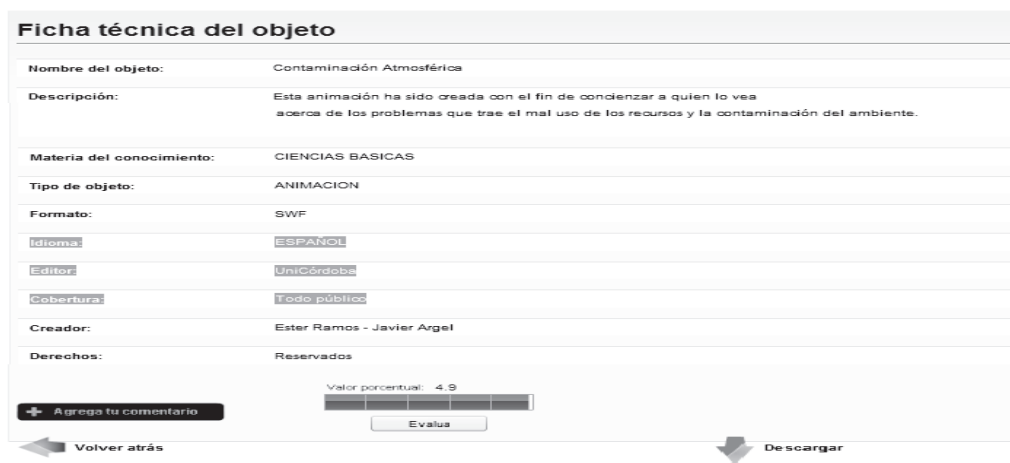 Ficha técnica del objeto
Nombre del objeto: Contaminación Atmosférica
Descripción: Esta animación ha sido creada con el fin de concienzar a quien lo vea
acerca de los problemas que trae el mal uso de los recursos y la contaminación del ambiente.
Materia del conocimiento: CIENCIAS BASICAS
Tipo de objeto: ANIMACION
Formato: SWF
Idioma: ESPAÑOL
Editor: UniCórdoba
Cobertura: Todo público
Creador: Ester Ramos - Javier Argel
Derechos: Reservados
Valor porcentual: 4.9
Agrega tu comentario
Evalua
Volver atrás Descargar